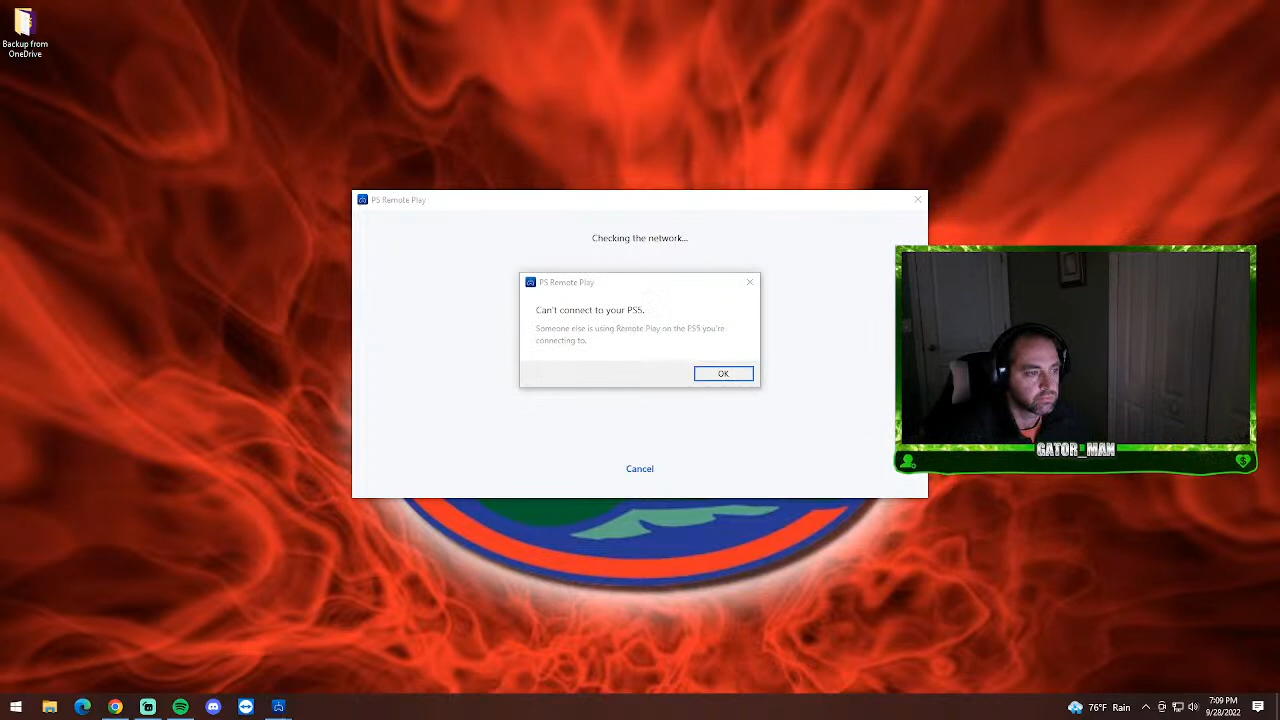 Backup from
OneDrive
PS Remote Play
Checking the network...
PS Remote Play
Can't connect to your PS5.
Someone else is using Remote Play on the PS5 you're
connecting to.
OK
Cancel
GATOR_MAN
76°F Rain
7:09 PM
9/28/2022